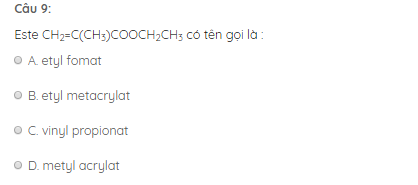 Câu 9:
Este CH₂=C(CH₃)COOCH₂CH₃ có tên gọi là :
A. etyl fomat
B. etyl metacrylat
C. vinyl propionat
D. metyl acrylat